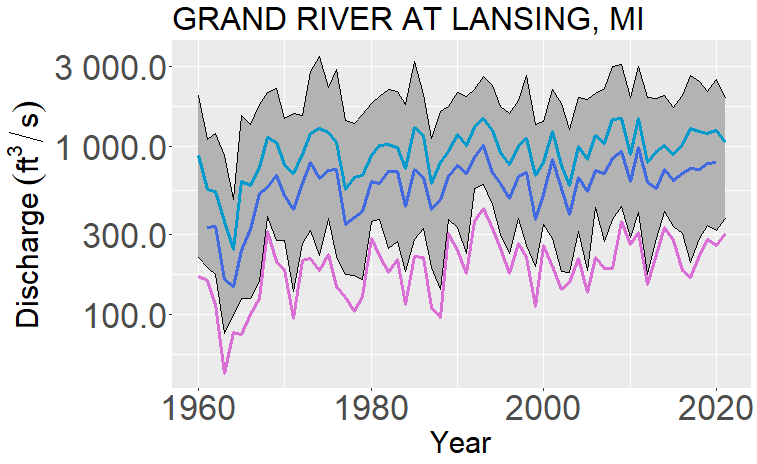 GRAND RIVER AT LANSING, MI
3 000.0
1 000.0
300.0
100.0
Discharge (ft³/s)
1960 1980 2000 2020
Year